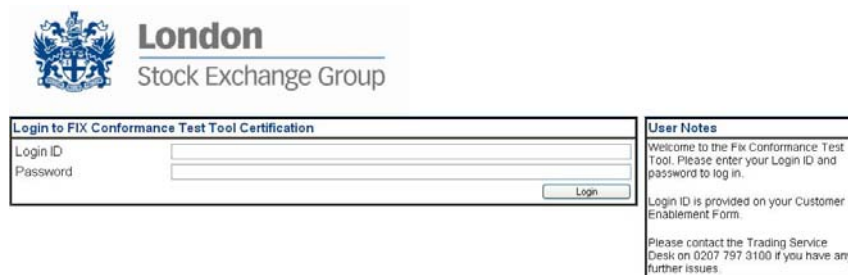 London
Stock Exchange Group
Login to FIX Conformance Test Tool Certification
Login ID
Password
Login
User Notes
Welcome to the Fix Conformance Test
Tool. Please enter your Login ID and
password to log in.
Login ID is provided on your Customer
Enablement Form.
Please contact the Trading Service
Desk on 0207 797 3100 if you have any
further issues.